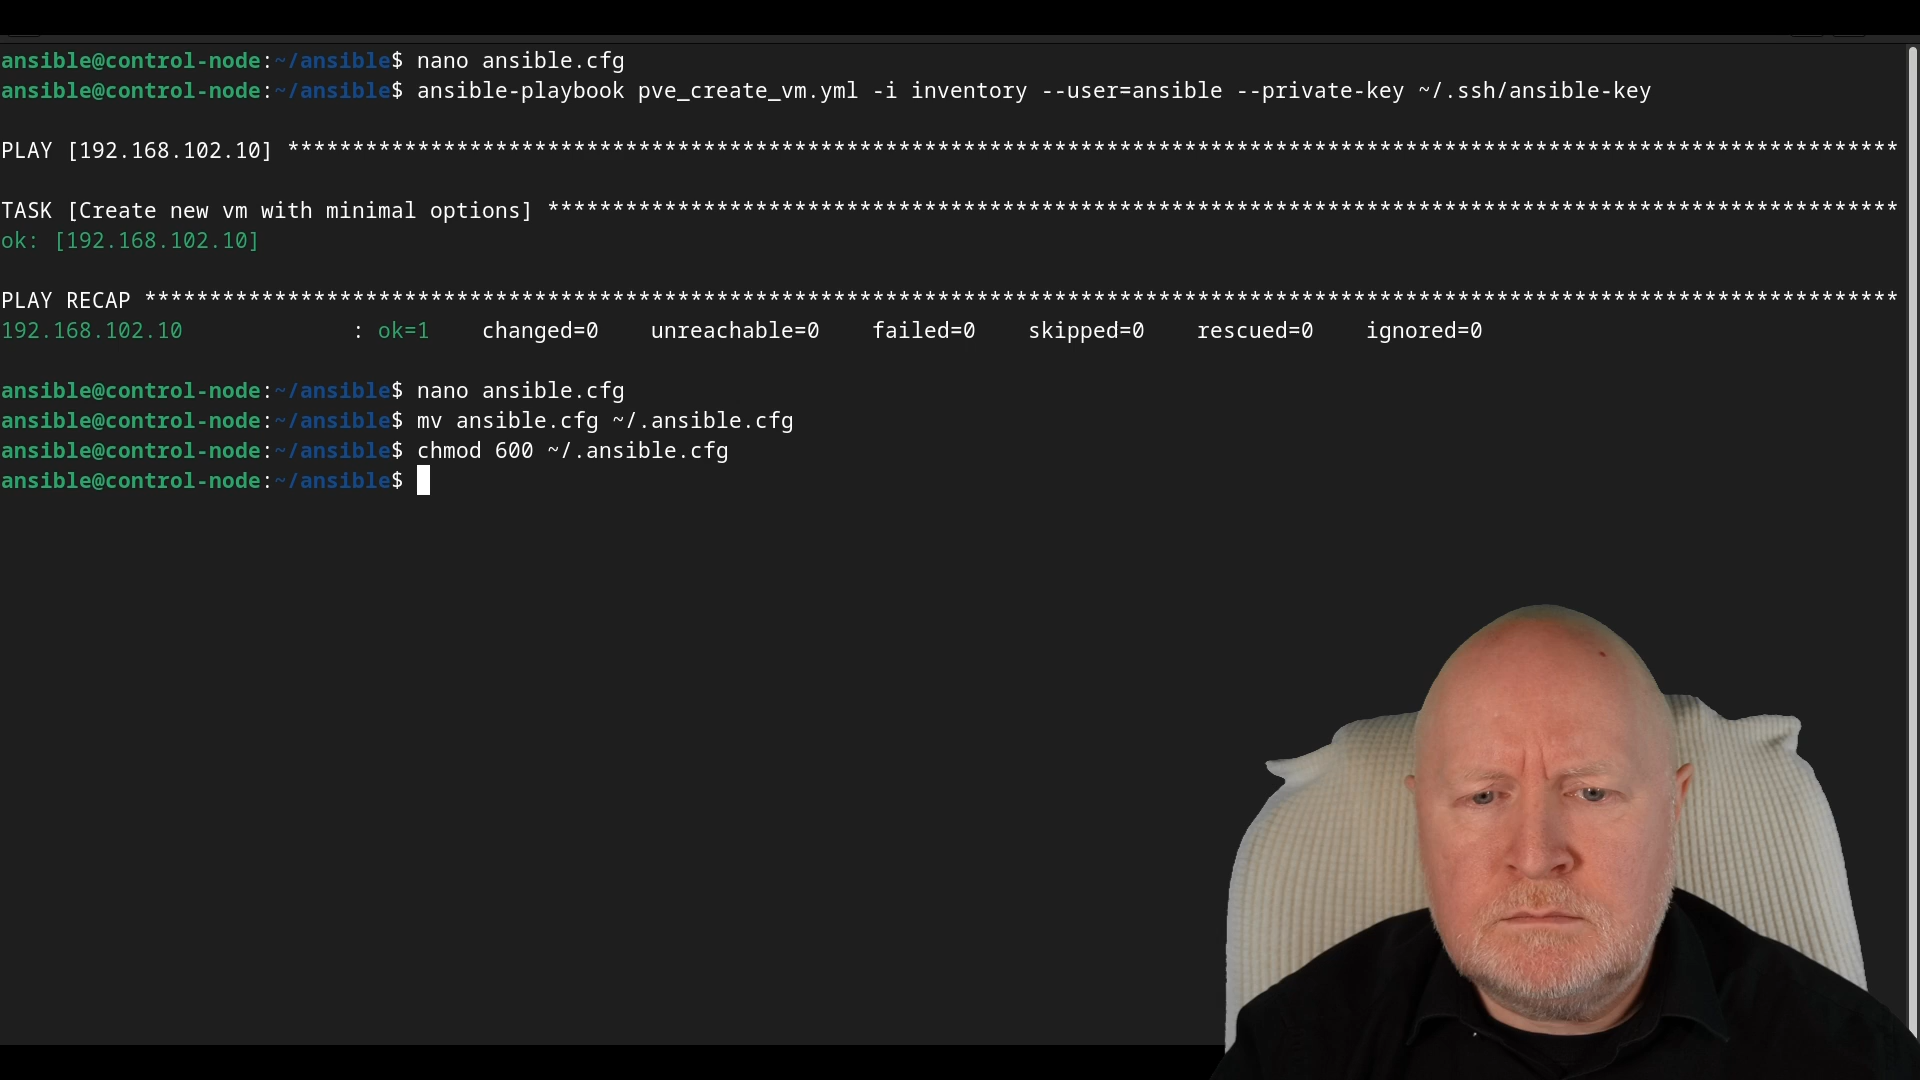 ansible@control-node:~/ansible$ nano ansible.cfg
ansible@control-node:~/ansible$ ansible-playbook pve_create_vm.yml -i inventory --user=ansible --private-key ~/.ssh/ansible-key
PLAY [192.168.102.10] ****************************************************************************************************************************
TASK [Create new vm with minimal options] ********************************************************************************************************
ok: [192.168.102.10]
PLAY RECAP ***************************************************************************************************************************************
192.168.102.10             : ok=1    changed=0    unreachable=0    failed=0    skipped=0    rescued=0    ignored=0
ansible@control-node:~/ansible$ nano ansible.cfg
ansible@control-node:~/ansible$ mv ansible.cfg ~/.ansible.cfg
ansible@control-node:~/ansible$ chmod 600 ~/.ansible.cfg
ansible@control-node:~/ansible$